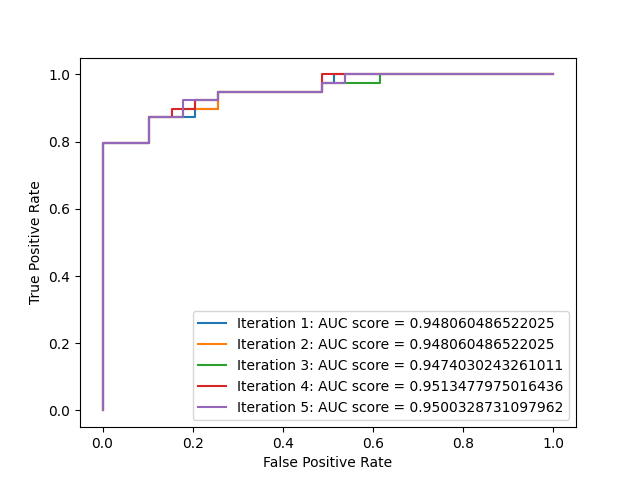 1.0
0.8
0.6
0.4
0.2
0.0
True Positive Rate
Iteration 1: AUC score = 0.948060486522025
Iteration 2: AUC score = 0.948060486522025
Iteration 3: AUC score = 0.9474030243261011
Iteration 4: AUC score = 0.9513477975016436
Iteration 5: AUC score = 0.9500328731097962
0.0 0.2 0.4 0.6 0.8 1.0
False Positive Rate